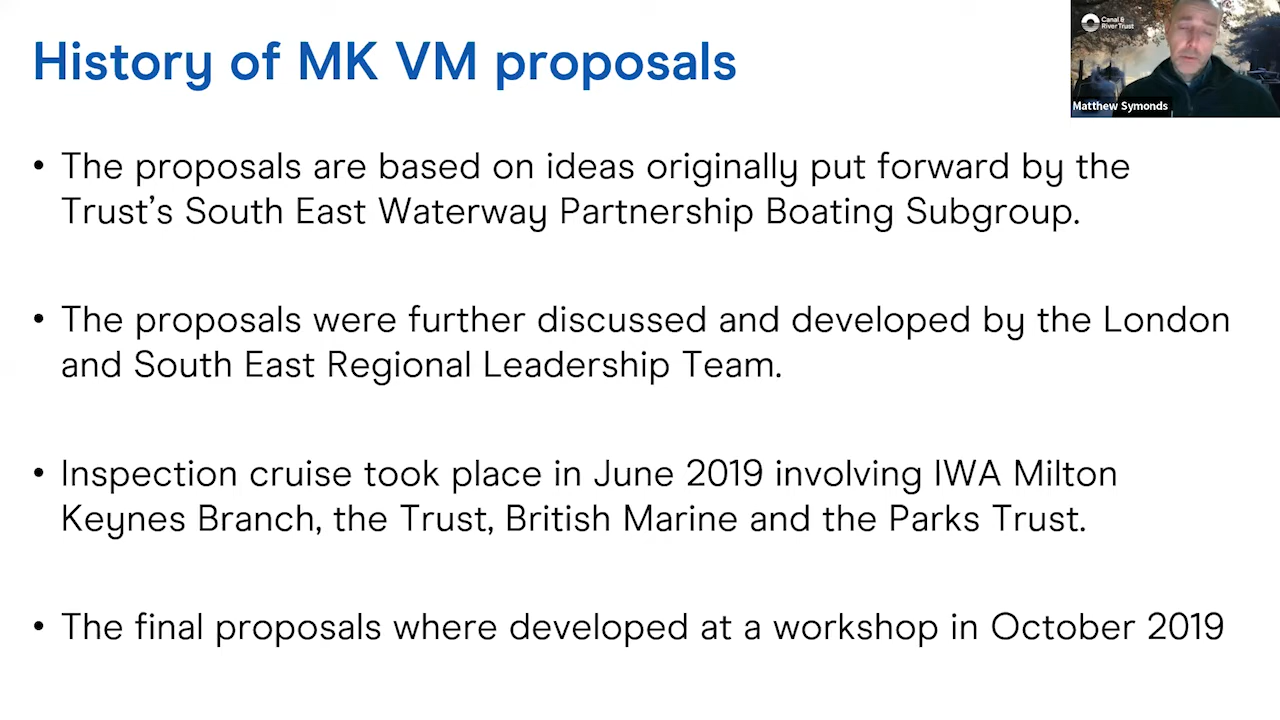 History of MK VM proposals
Canal &
River Trust
Matthew Symonds
• The proposals are based on ideas originally put forward by the
Trust’s South East Waterway Partnership Boating Subgroup.
• The proposals were further discussed and developed by the London
and South East Regional Leadership Team.
• Inspection cruise took place in June 2019 involving IWA Milton
Keynes Branch, the Trust, British Marine and the Parks Trust.
• The final proposals where developed at a workshop in October 2019